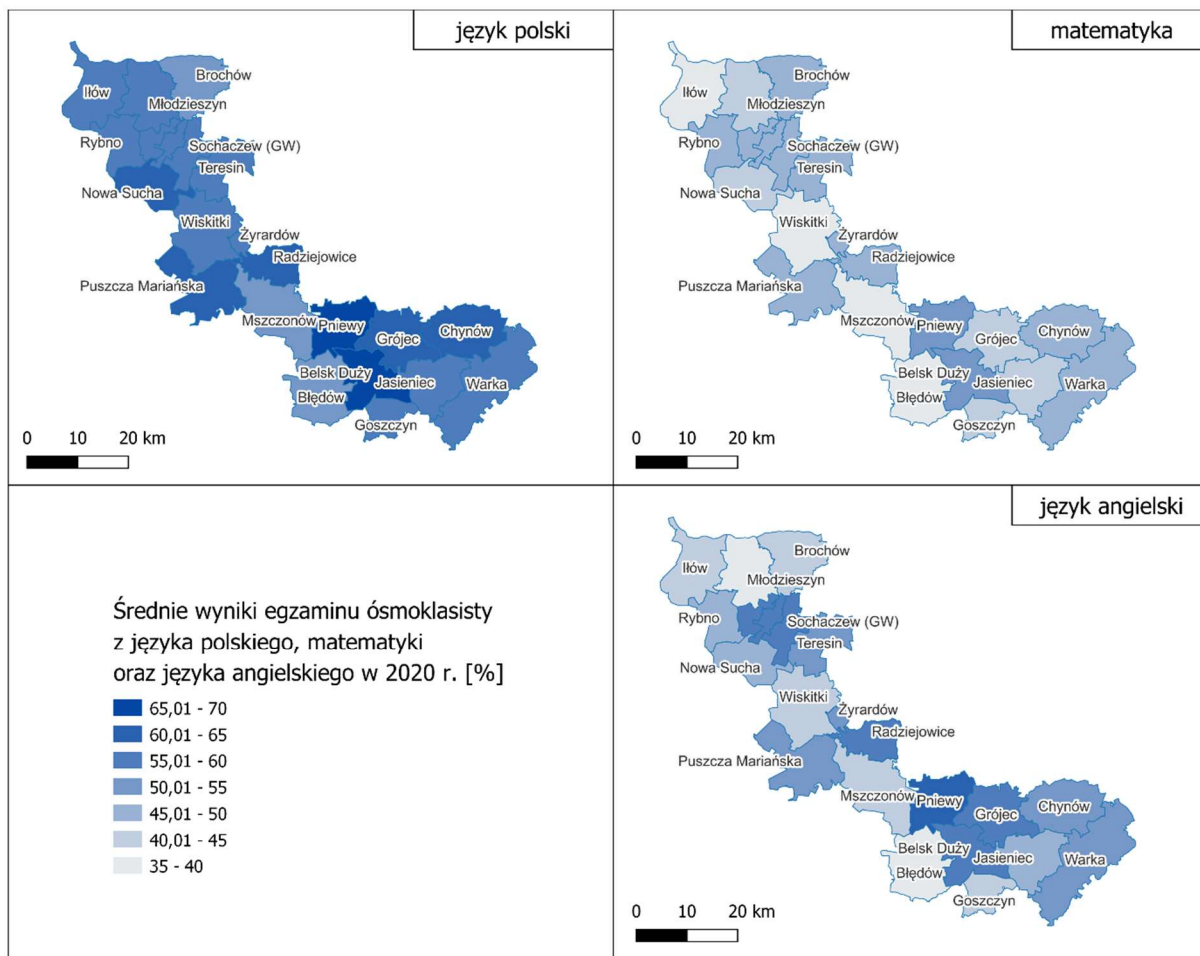 język polski
Brochów
Iłów
Młodzieszyn
Rybno
Sochaczew (GW)
Teresin
Nowa Sucha
Wiskitki
Żyrardów
Radziejowice
Puszcza Mariańska
Mszczonów
Pniewy
Chynów
Grójec
Belsk Duży
Jasieniec
Warka
Błędów
Goszczyn
0 10 20 km
matematyka
Brochów
Iłów
Młodzieszyn
Rybno
Sochaczew (GW)
Teresin
Nowa Sucha
Wiskitki
Żyrardów
Radziejowice
Puszcza Mariańska
Mszczonów
Pniewy
Chynów
Grójec
Belsk Duży
Jasieniec
Warka
Błędów
Goszczyn
0 10 20 km
Średnie wyniki egzaminu ósmoklasisty
z języka polskiego, matematyki
oraz języka angielskiego w 2020 r. [%]
65,01 - 70
60,01 - 65
55,01 - 60
50,01 - 55
45,01 - 50
40,01 - 45
35 - 40
język angielski
Brochów
Iłów
Młodzieszyn
Rybno
Sochaczew (GW)
Teresin
Nowa Sucha
Wiskitki
Żyrardów
Radziejowice
Puszcza Mariańska
Mszczonów
Pniewy
Chynów
Grójec
Belsk Duży
Jasieniec
Warka
Błędów
Goszczyn
0 10 20 km